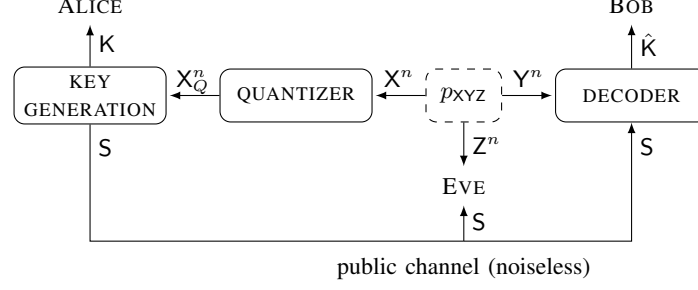 ALICE
BOB
K
K̂
KEY
GENERATION
X_Q^n
QUANTIZER
X^n
p_XYZ
Y^n
DECODER
S
Z^n
S
EVE
S
public channel (noiseless)